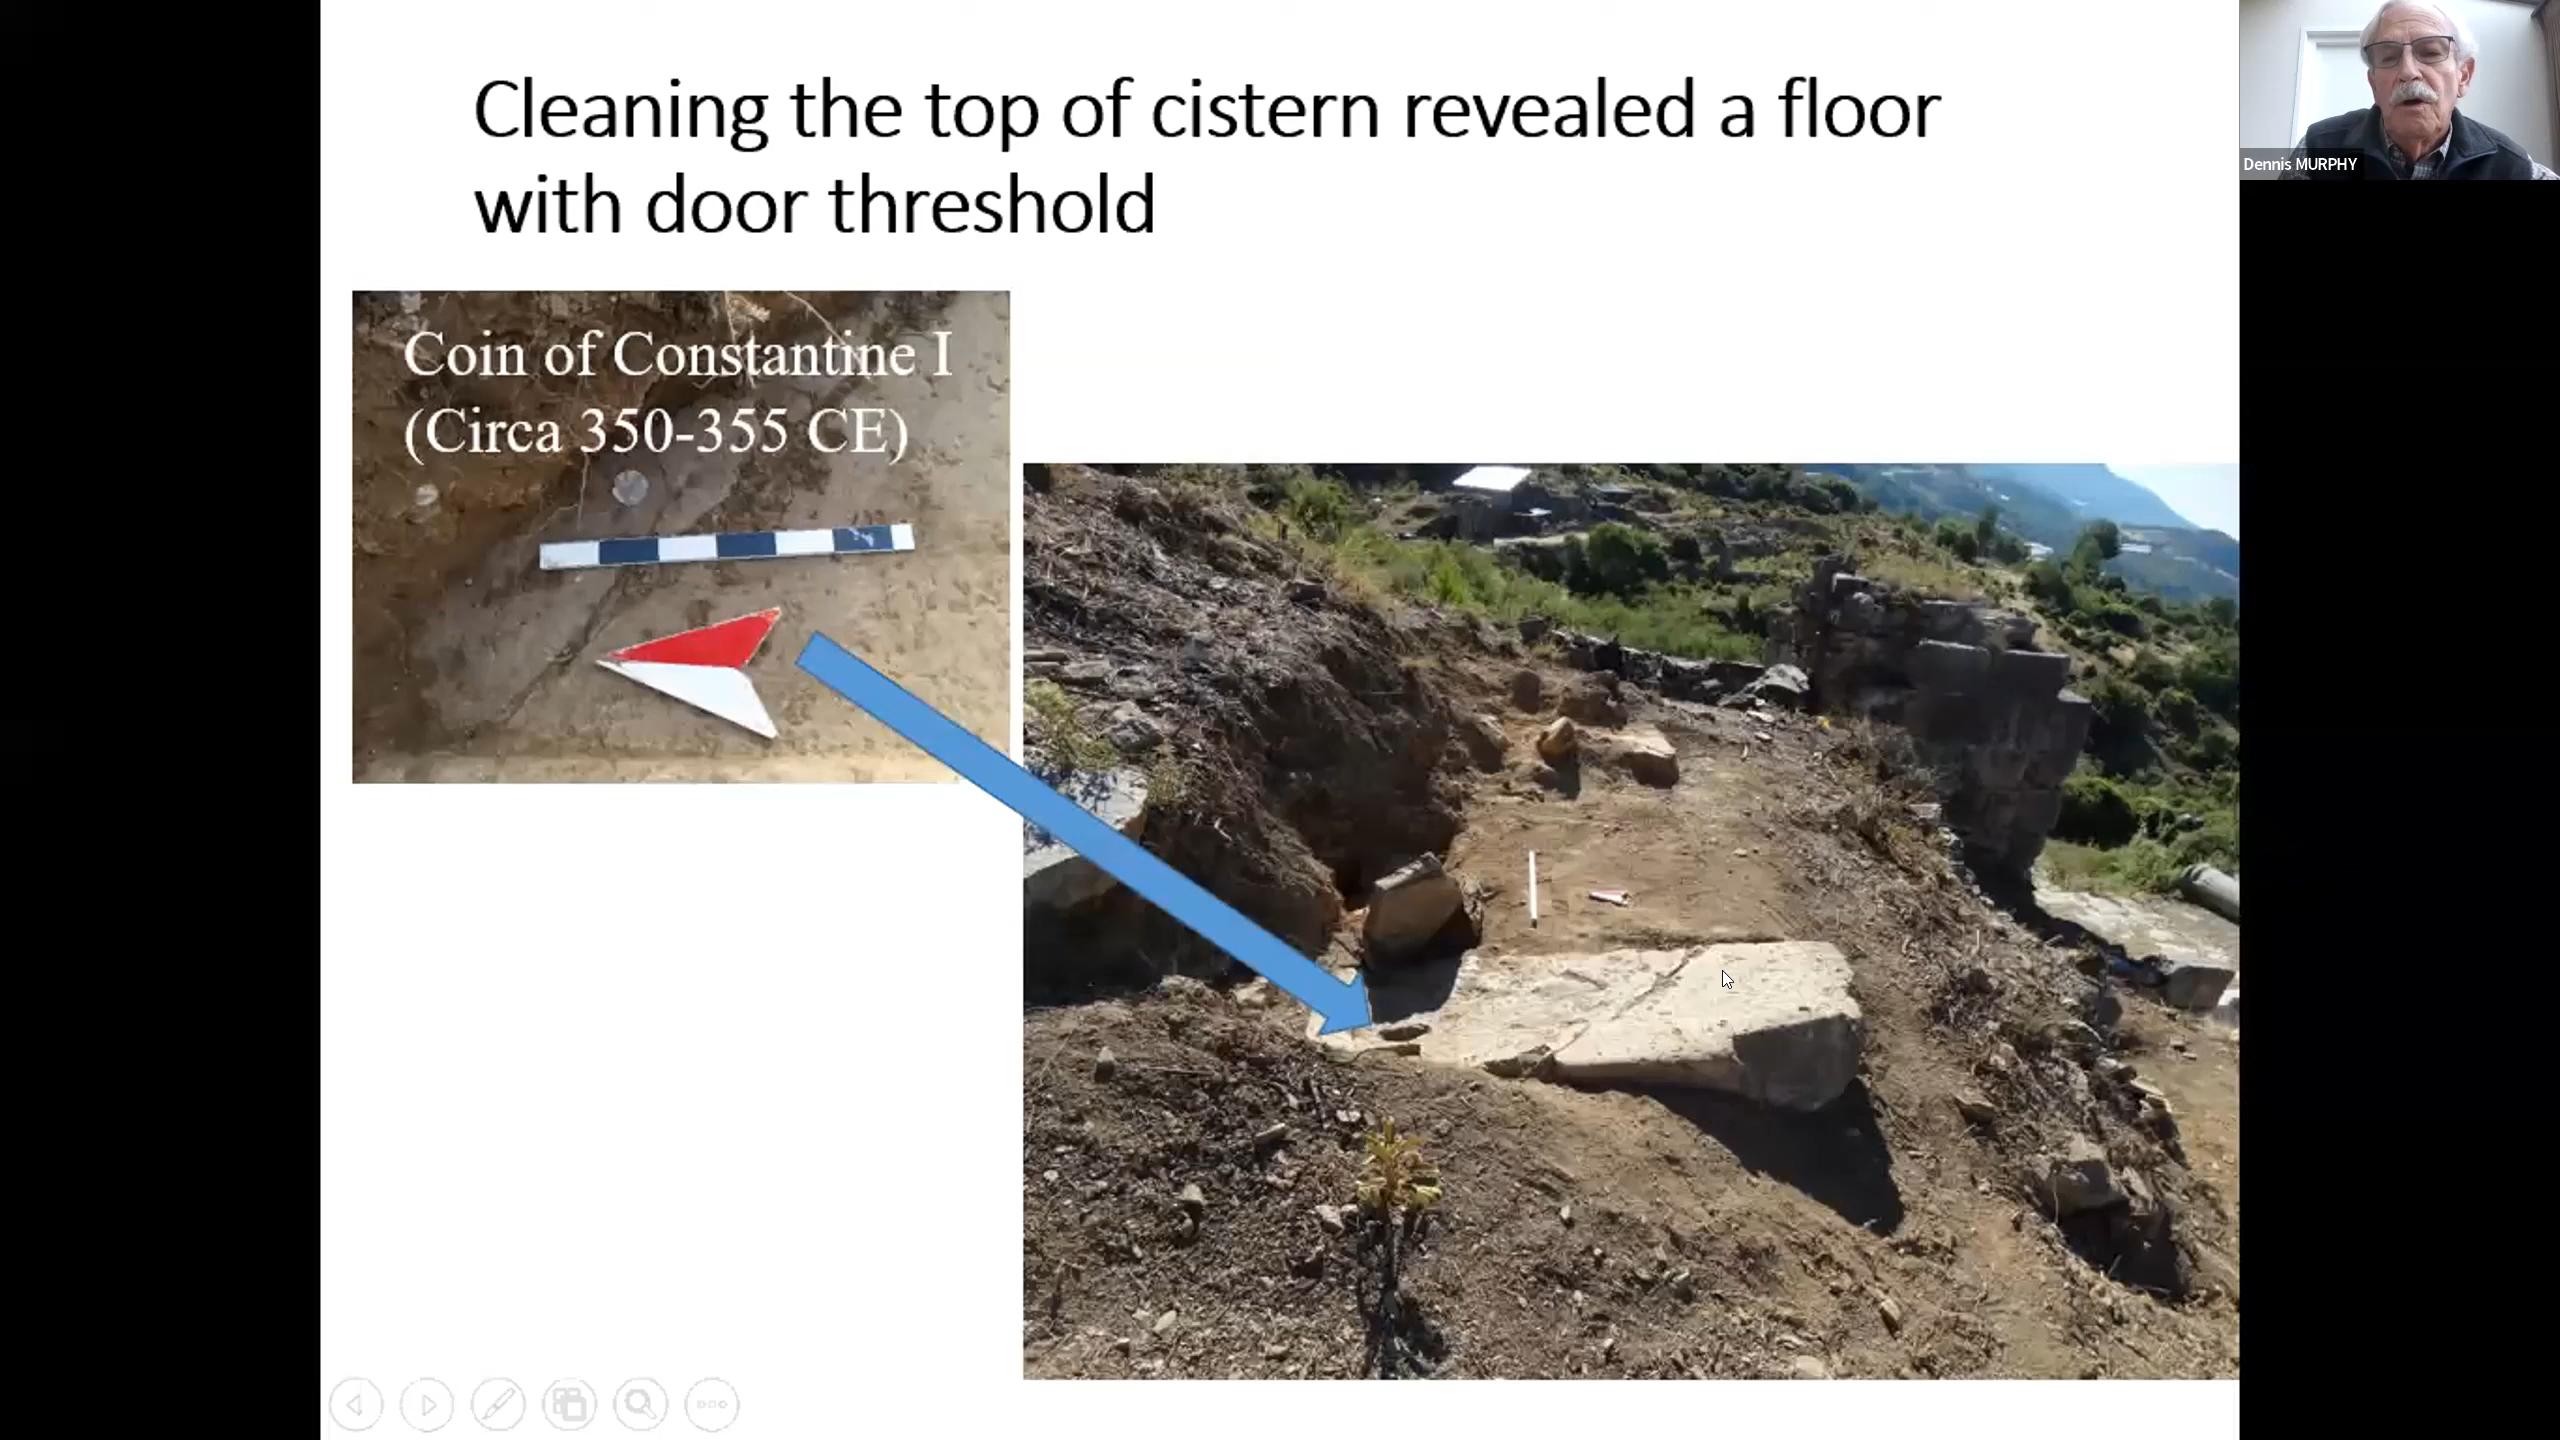 Cleaning the top of cistern revealed a floor
with door threshold
Coin of Constantine I
(Circa 350-355 CE)
Dennis MURPHY